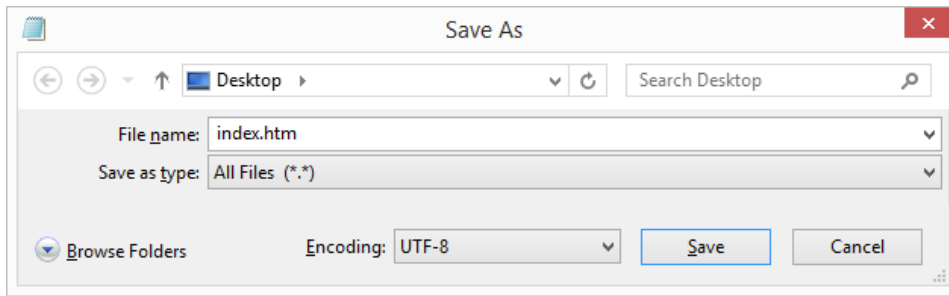 Save As
Desktop
Search Desktop
File name: index.htm
Save as type: All Files (*.*)
Browse Folders Encoding: UTF-8 Save Cancel